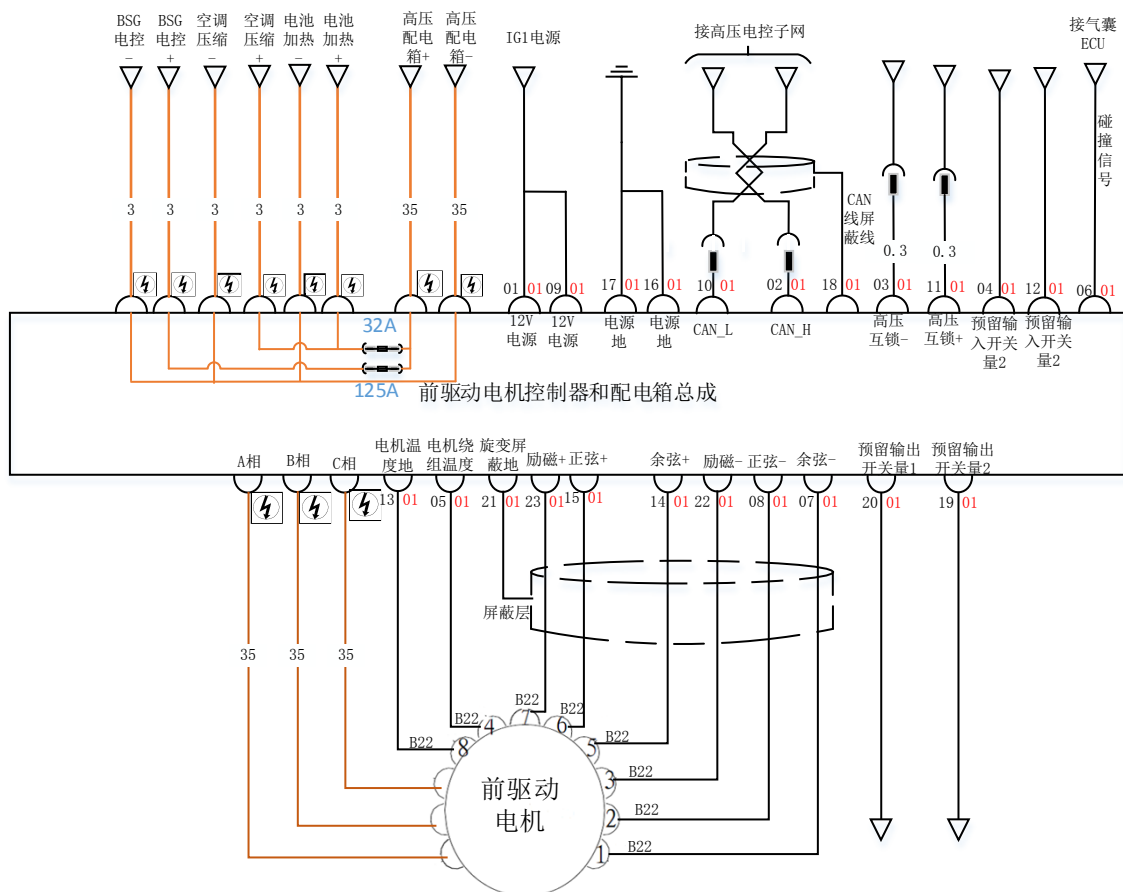 BSG
电控
-
BSG
电控
+
空调
压缩
-
空调
压缩
+
电池
加热
-
电池
加热
+
高压
配电
箱+
高压
配电
箱-
IG1电源
接高压电控子网
接气囊
ECU
碰撞信号
3
3
3
3
3
3
35
35
CAN
线屏
蔽线
0.3
0.3
01 01
09 01
17 01
16 01
10 01
02 01
18 01
03 01
11 01
04 01
12 01
06 01
12V
电源
12V
电源
电源
地
电源
地
CAN_L
CAN_H
高压
互锁-
高压
互锁+
预留输
入开关
量2
预留输
入开关
量2
32A
125A
前驱动电机控制器和配电箱总成
A相
B相
C相
电机温
度地
电机绕
组温度
旋变屏
蔽地
励磁+
正弦+
余弦+
励磁-
正弦-
余弦-
预留输出
开关量1
预留输出
开关量2
13 01
05 01
21 01
23 01
15 01
14 01
22 01
08 01
07 01
20 01
19 01
屏蔽层
35
35
35
B22
B22
B22
B22
B22
B22
B22
B22
8
4
7
6
5
3
2
1
前驱动
电机